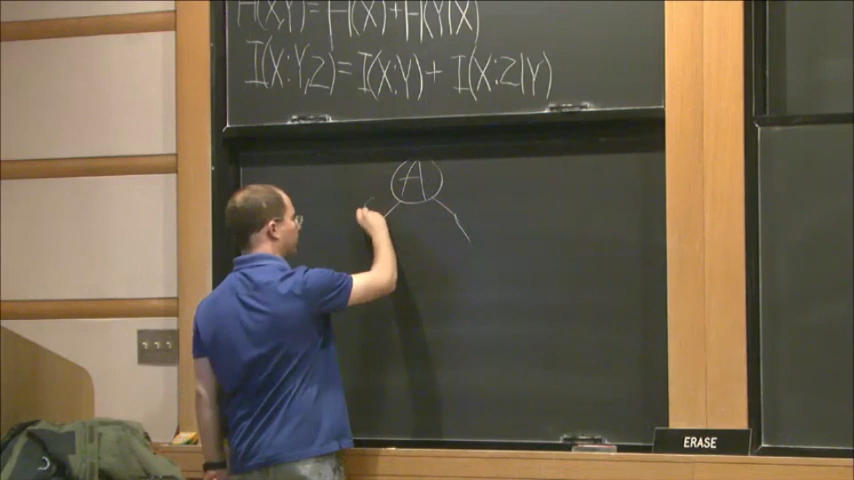 H(X,Y)=H(X)+H(Y|X)
I(X:Y,Z)=I(X:Y)+ I(X:Z|Y)
A
ERASE